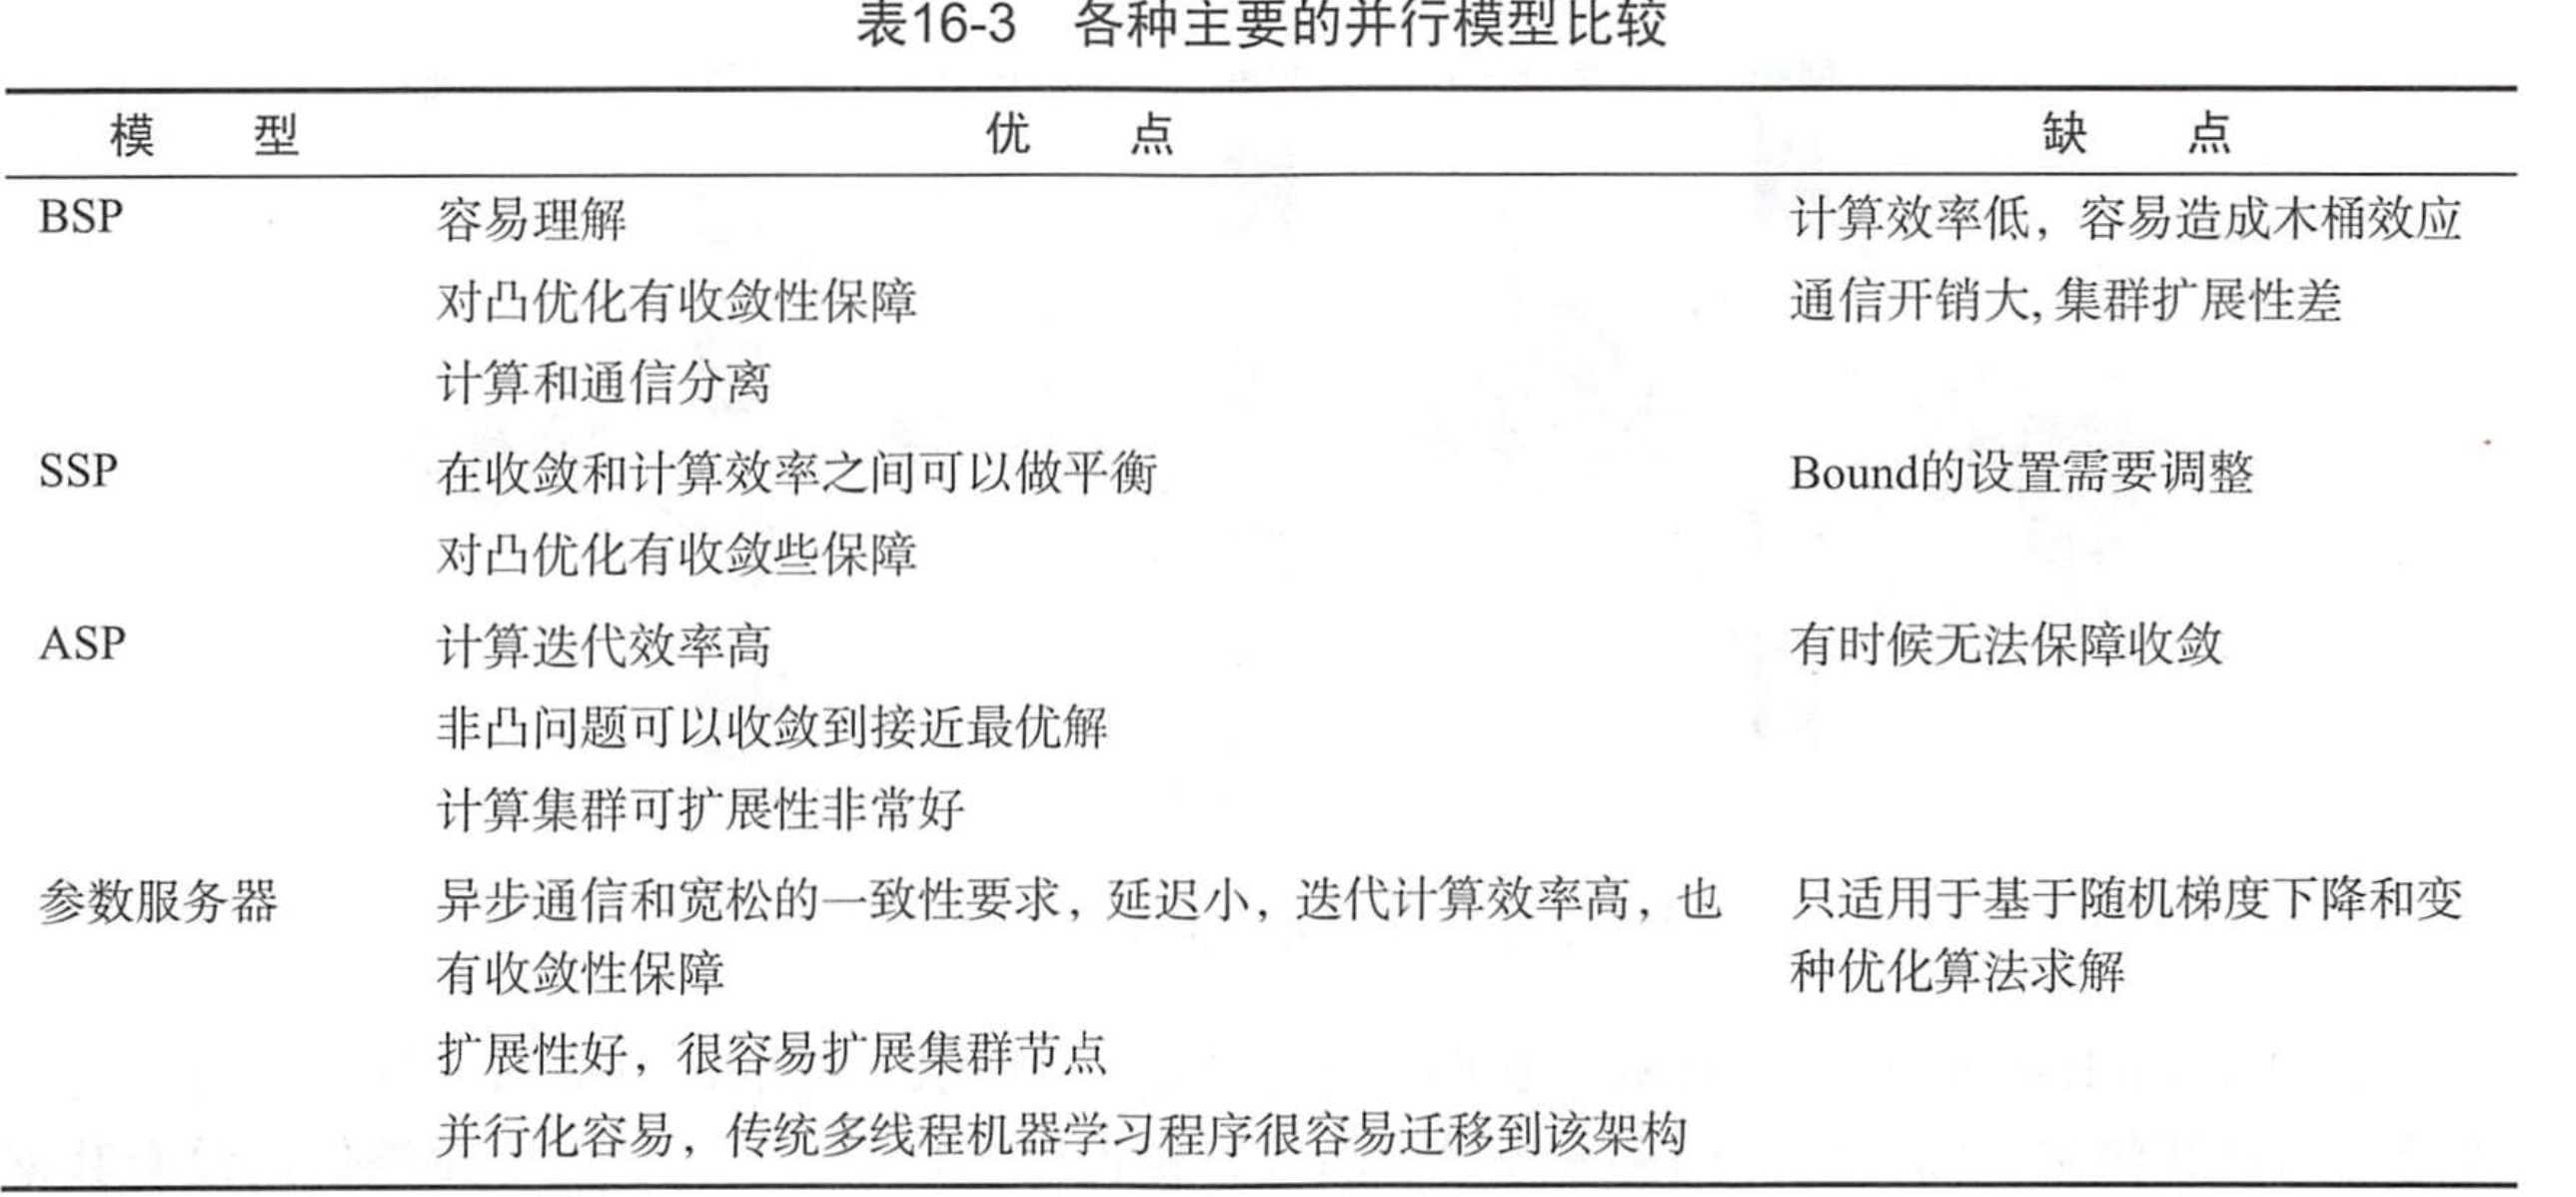 表16-3 各种主要的并行模型比较
模 型 优 点 缺 点
BSP 容易理解 计算效率低，容易造成木桶效应
对凸优化有收敛性保障 通信开销大, 集群扩展性差
计算和通信分离
SSP 在收敛和计算效率之间可以做平衡 Bound的设置需要调整
对凸优化有收敛些保障
ASP 计算迭代效率高 有时候无法保障收敛
非凸问题可以收敛到接近最优解
计算集群可扩展性非常好
参数服务器 异步通信和宽松的一致性要求，延迟小，迭代计算效率高，也 只适用于基于随机梯度下降和变
有收敛性保障 种优化算法求解
扩展性好，很容易扩展集群节点
并行化容易，传统多线程机器学习程序很容易迁移到该架构